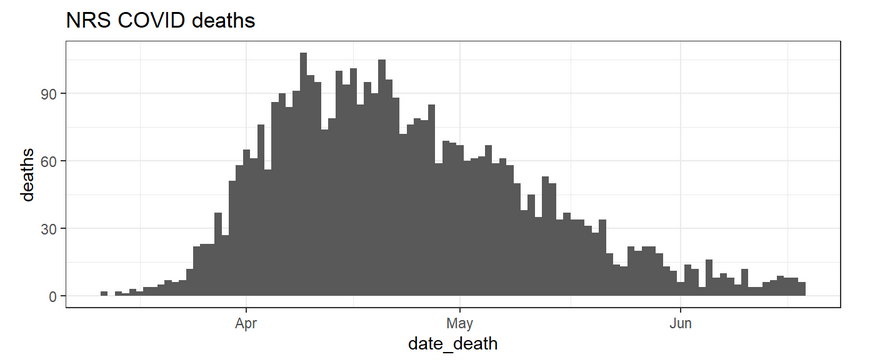 NRS COVID deaths
90
60
30
0
deaths
Apr
May
Jun
date_death